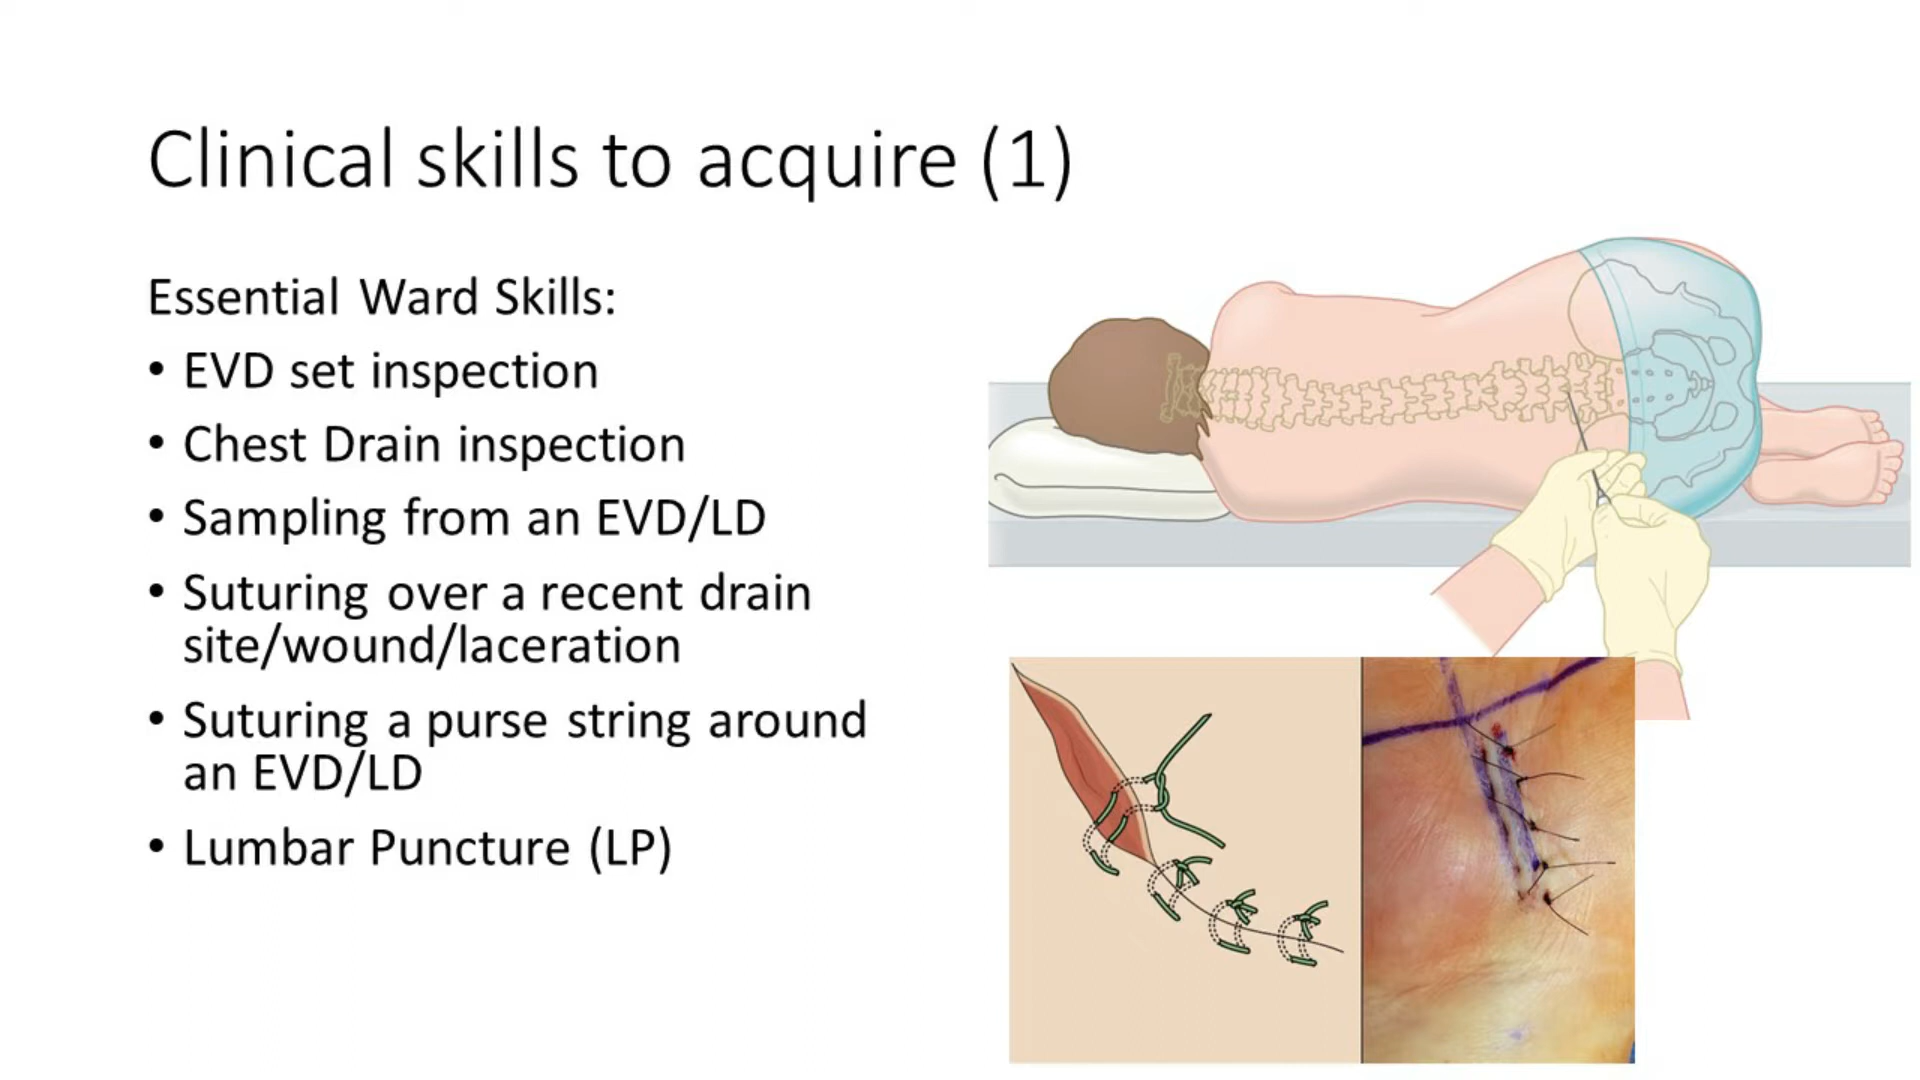 Clinical skills to acquire (1)
Essential Ward Skills:
• EVD set inspection
• Chest Drain inspection
• Sampling from an EVD/LD
• Suturing over a recent drain
site/wound/laceration
• Suturing a purse string around
an EVD/LD
• Lumbar Puncture (LP)